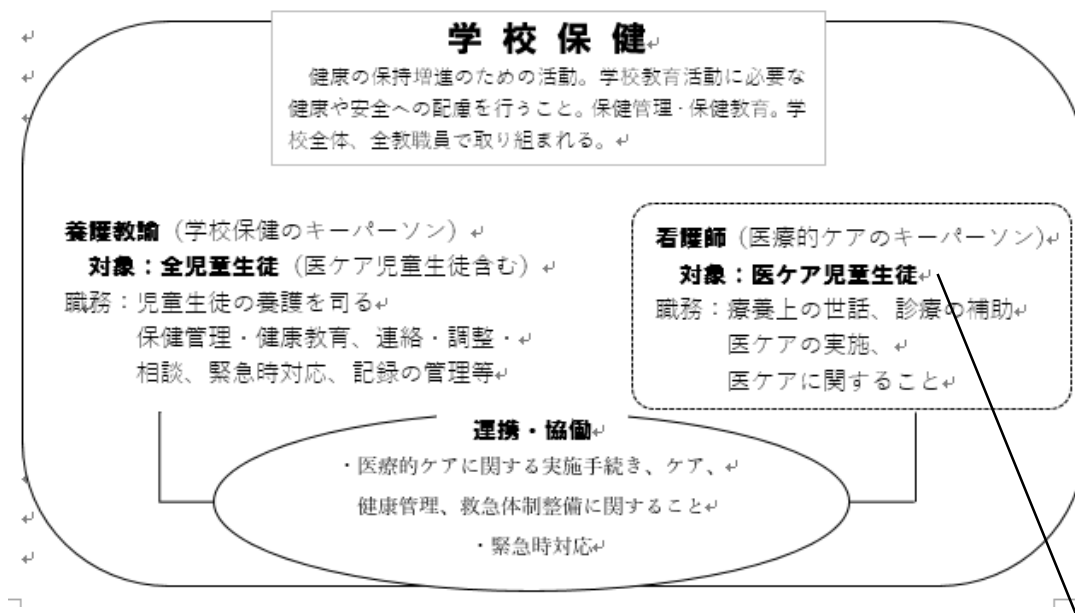 学校保健
健康の保持増進のための活動。学校教育活動に必要な
健康や安全への配慮を行うこと。保健管理・保健教育。学
校全体、全教職員で取り組まれる。
養護教諭（学校保健のキーパーソン）
対象：全児童生徒（医ケア児童生徒含む）
職務：児童生徒の養護を司る
保健管理・健康教育、連絡・調整・
相談、緊急時対応、記録の管理等
看護師（医療的ケアのキーパーソン）
対象：医ケア児童生徒
職務：療養上の世話、診療の補助
医ケアの実施、
医ケアに関すること
連携・協働
・医療的ケアに関する実施手続き、ケア、
健康管理、救急体制整備に関すること
・緊急時対応